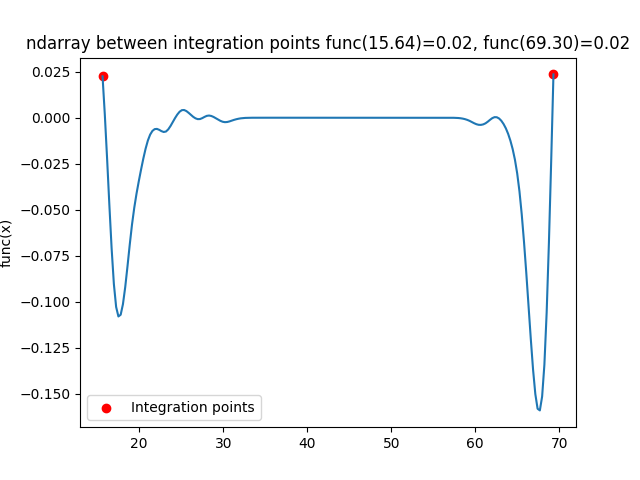 ndarray between integration points func(15.64)=0.02, func(69.30)=0.02
0.025
0.000
−0.025
−0.050
−0.075
−0.100
−0.125
−0.150
func(x)
Integration points
20 30 40 50 60 70